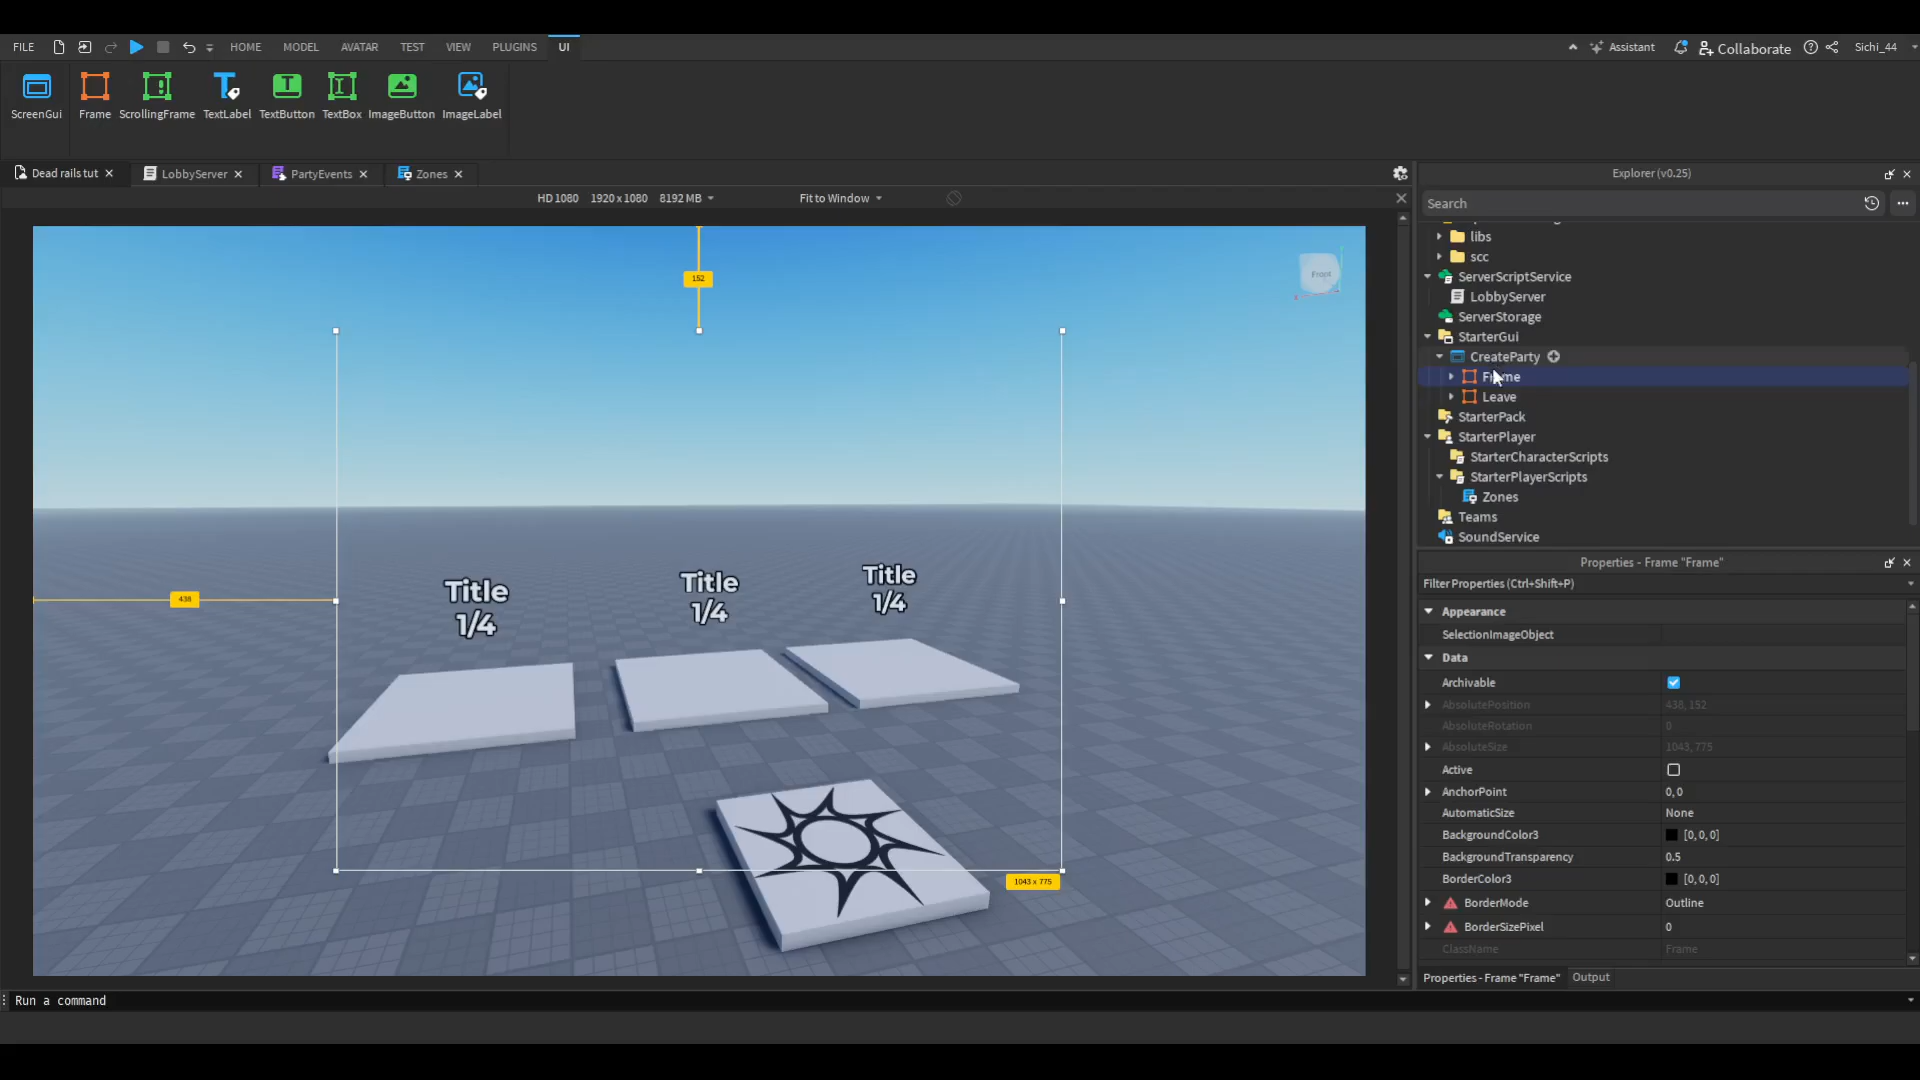 FILE HOME MODEL AVATAR TEST VIEW PLUGINS UI Assistant Collaborate Sichi_44
ScreenGui Frame ScrollingFrame TextLabel TextButton TextBox ImageButton ImageLabel
Dead rails tut LobbyServer PartyEvents Zones
HD 1080 1920 x 1080 8192 MB Fit to Window
152
Front
438
Title
1/4
Title
1/4
Title
1/4
1043 x 775
Explorer (v0.25)
Search
libs
scc
ServerScriptService
LobbyServer
ServerStorage
StarterGui
CreateParty
Frame
Leave
StarterPack
StarterPlayer
StarterCharacterScripts
StarterPlayerScripts
Zones
Teams
SoundService
Properties - Frame "Frame"
Filter Properties (Ctrl+Shift+P)
Appearance
SelectionImageObject
Data
Archivable
AbsolutePosition 438, 152
AbsoluteRotation 0
AbsoluteSize 1043, 775
Active
AnchorPoint 0, 0
AutomaticSize None
BackgroundColor3 [0, 0, 0]
BackgroundTransparency 0.5
BorderColor3 [0, 0, 0]
BorderMode Outline
BorderSizePixel 0
ClassName Frame
Properties - Frame "Frame" Output
Run a command